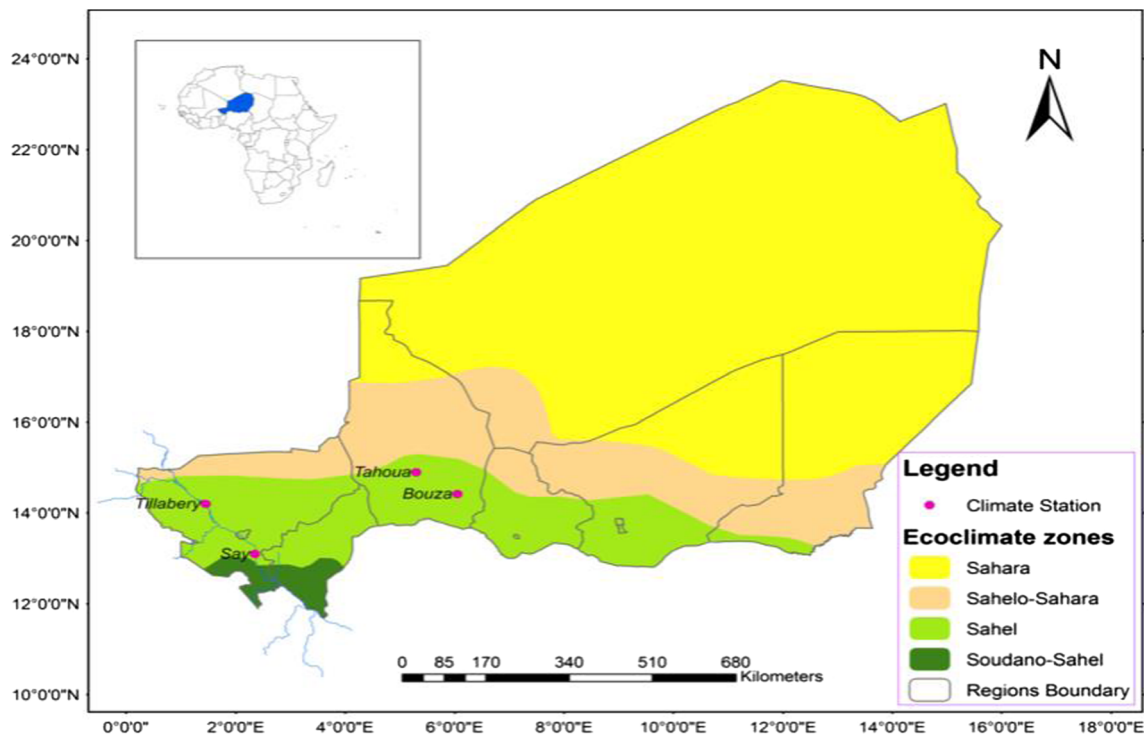 24°0'0"N
22°0'0"N
20°0'0"N
18°0'0"N
16°0'0"N
14°0'0"N
12°0'0"N
10°0'0"N
N
Tahoua
Bouza
Tillabery
Say
Legend
Climate Station
Ecoclimate zones
Sahara
Sahelo-Sahara
Sahel
Soudano-Sahel
Regions Boundary
0 85 170 340 510 680
Kilometers
0°0'0"E 2°0'0"E 4°0'0"E 6°0'0"E 8°0'0"E 10°0'0"E 12°0'0"E 14°0'0"E 16°0'0"E 18°0'0"E